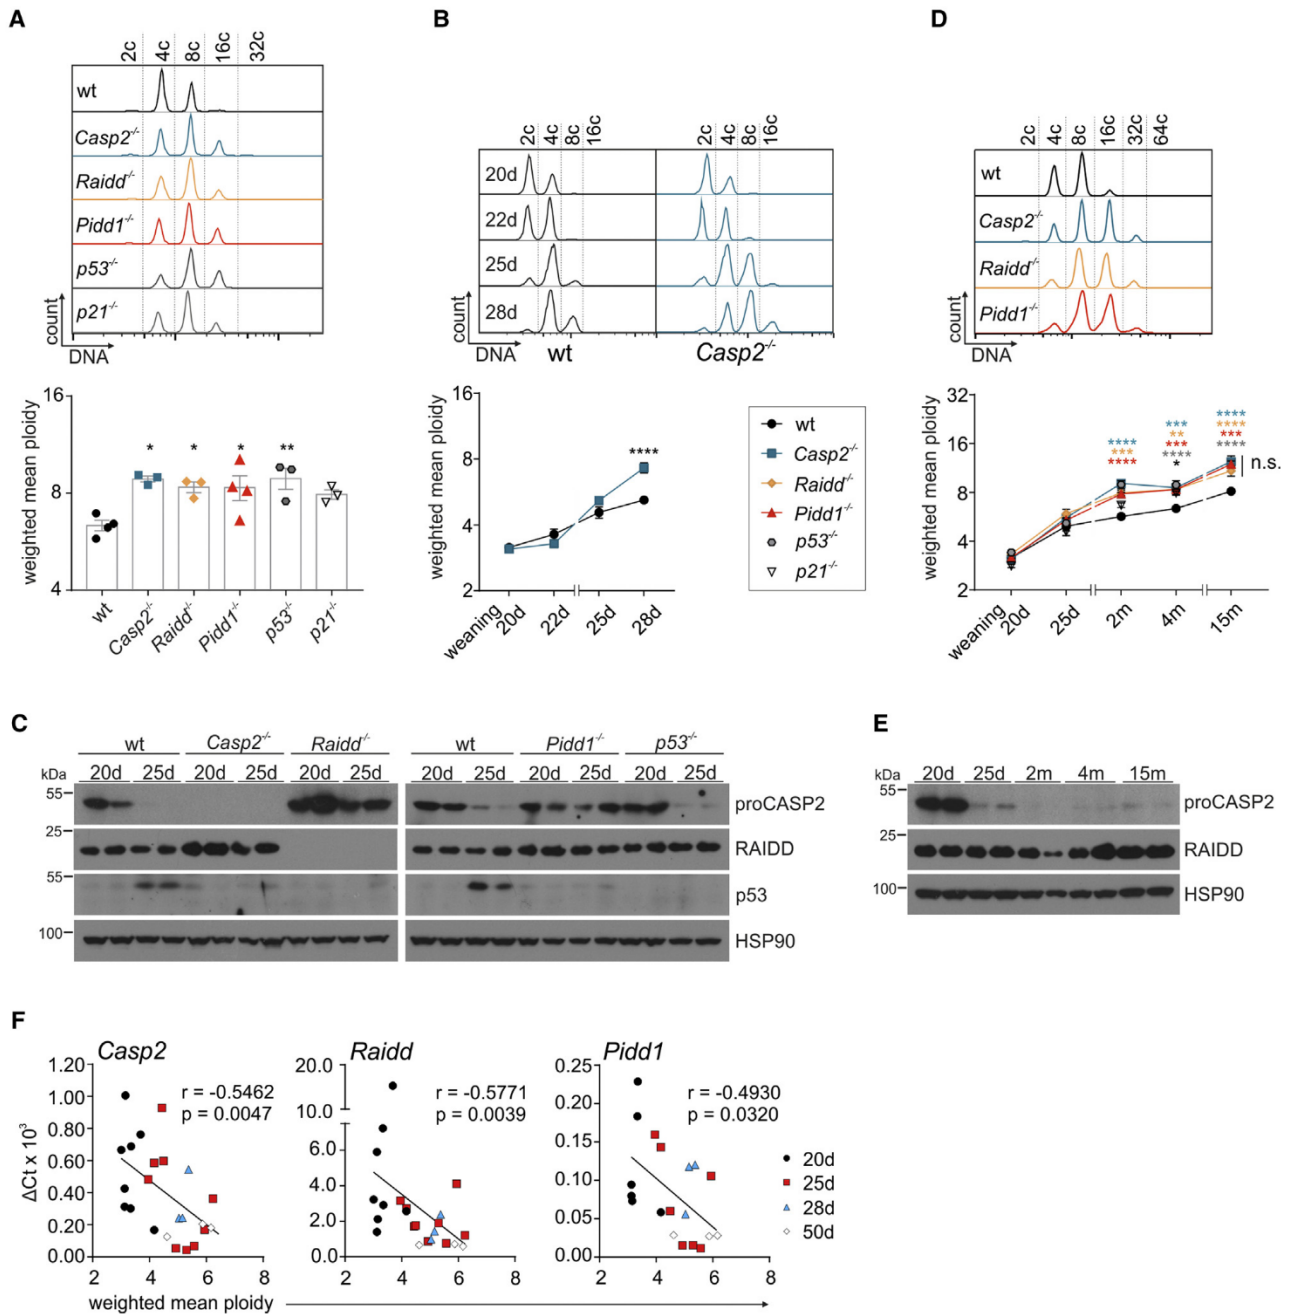 A
2c 4c 8c 16c 32c
wt
Casp2-/-
Raidd-/-
Pidd1-/-
p53-/-
p21-/-
count
DNA
weighted mean ploidy
16
8
4
* * * **
wt Casp2-/- Raidd-/- Pidd1-/- p53-/- p21-/-
B
2c 4c 8c 16c 2c 4c 8c 16c
20d
22d
25d
28d
count
DNA wt Casp2-/-
weighted mean ploidy
16
8
4
2
****
weaning 20d 22d 25d 28d
wt
Casp2-/-
Raidd-/-
Pidd1-/-
p53-/-
p21-/-
D
2c 4c 8c 16c 32c 64c
wt
Casp2-/-
Raidd-/-
Pidd1-/-
count
DNA
weighted mean ploidy
32
16
8
4
2
**** *** ****
*** ** ****
**** *** ***
**** ****
*
n.s.
weaning 20d 25d 2m 4m 15m
C
wt Casp2-/- Raidd-/- wt Pidd1-/- p53-/-
kDa 20d 25d 20d 25d 20d 25d 20d 25d 20d 25d 20d 25d
55 proCASP2
25 RAIDD
55 p53
100 HSP90
E
kDa 20d 25d 2m 4m 15m
55 proCASP2
25 RAIDD
100 HSP90
F
Casp2
r = -0.5462
p = 0.0047
ΔCt x 10³
1.20
1.00
0.80
0.60
0.40
0.20
0.00
2 4 6 8
Raidd
r = -0.5771
p = 0.0039
20.0
10.0
6.0
4.0
2.0
0.0
2 4 6 8
Pidd1
r = -0.4930
p = 0.0320
0.25
0.20
0.15
0.10
0.05
0.00
2 4 6 8
20d
25d
28d
50d
weighted mean ploidy